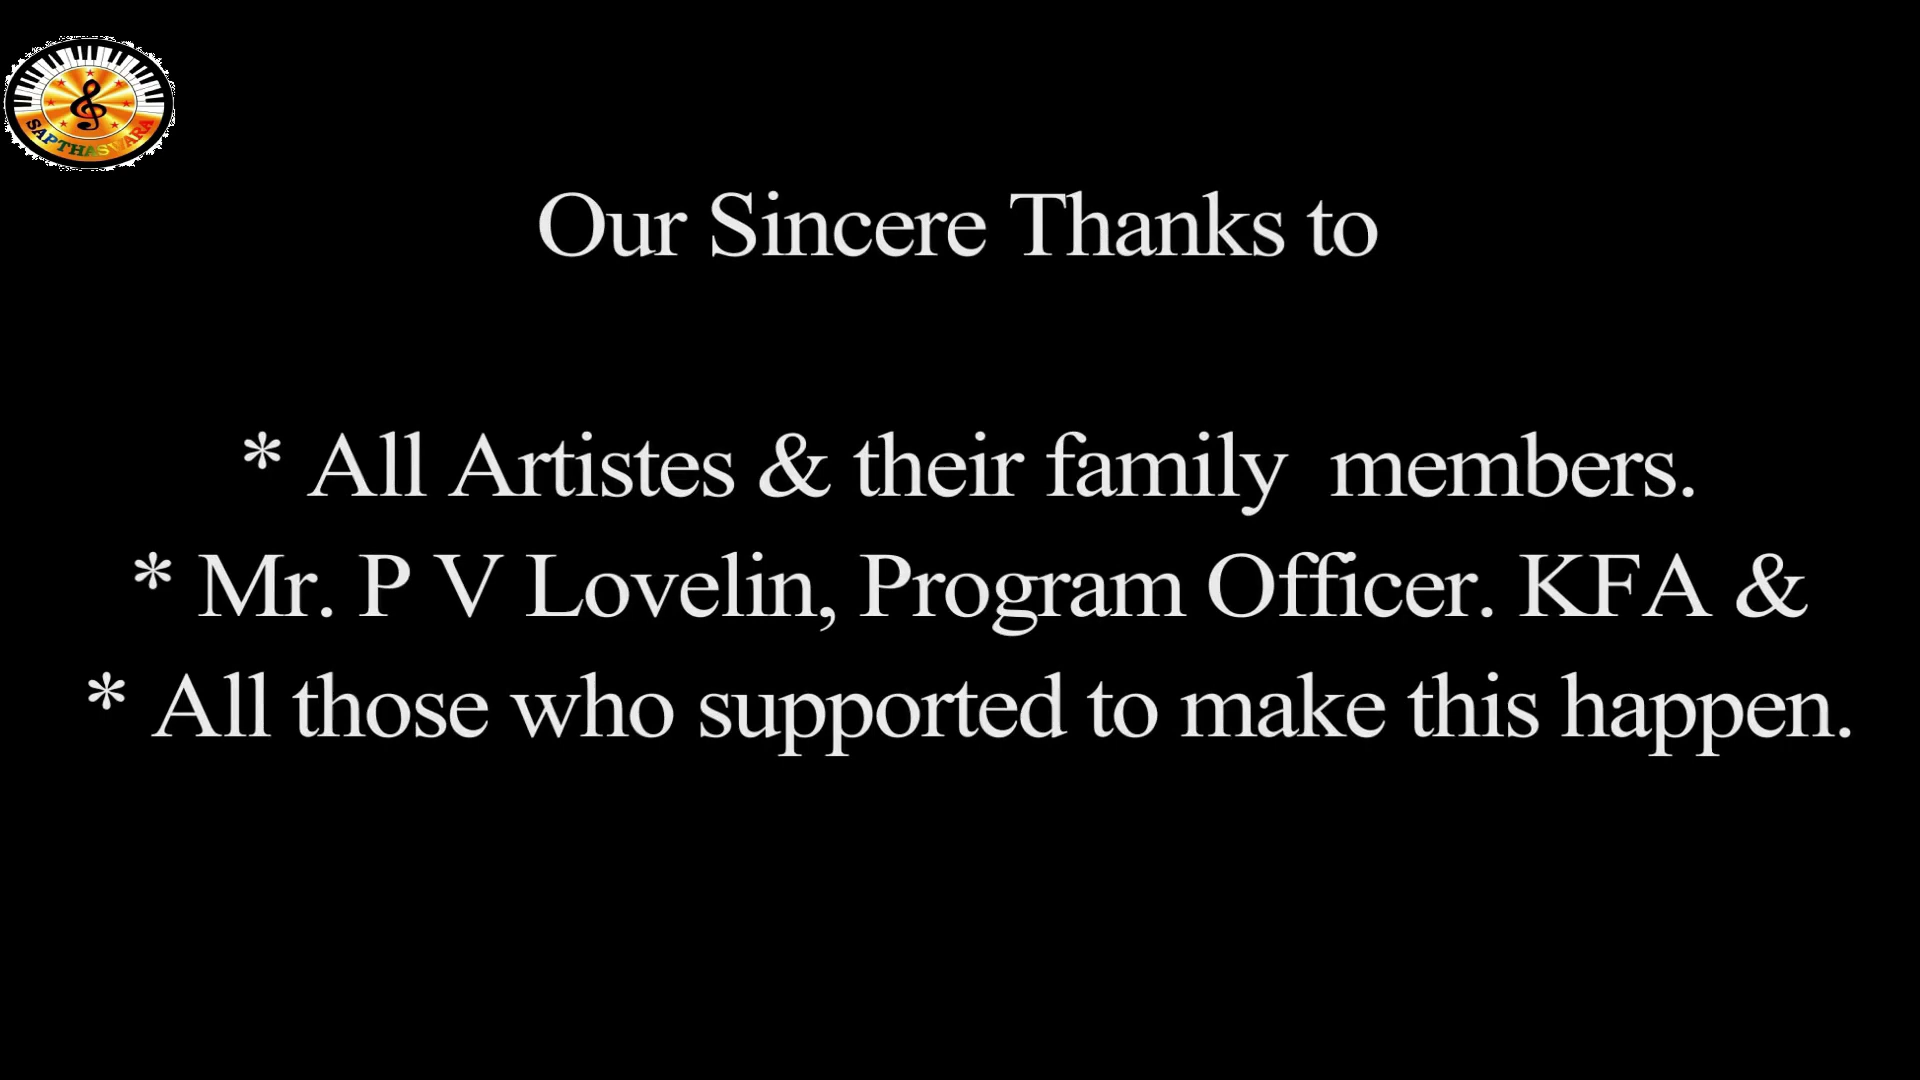 SAPTHASVARA
Our Sincere Thanks to
* All Artistes & their family  members.
* Mr. P V Lovelin, Program Officer. KFA &
* All those who supported to make this happen.